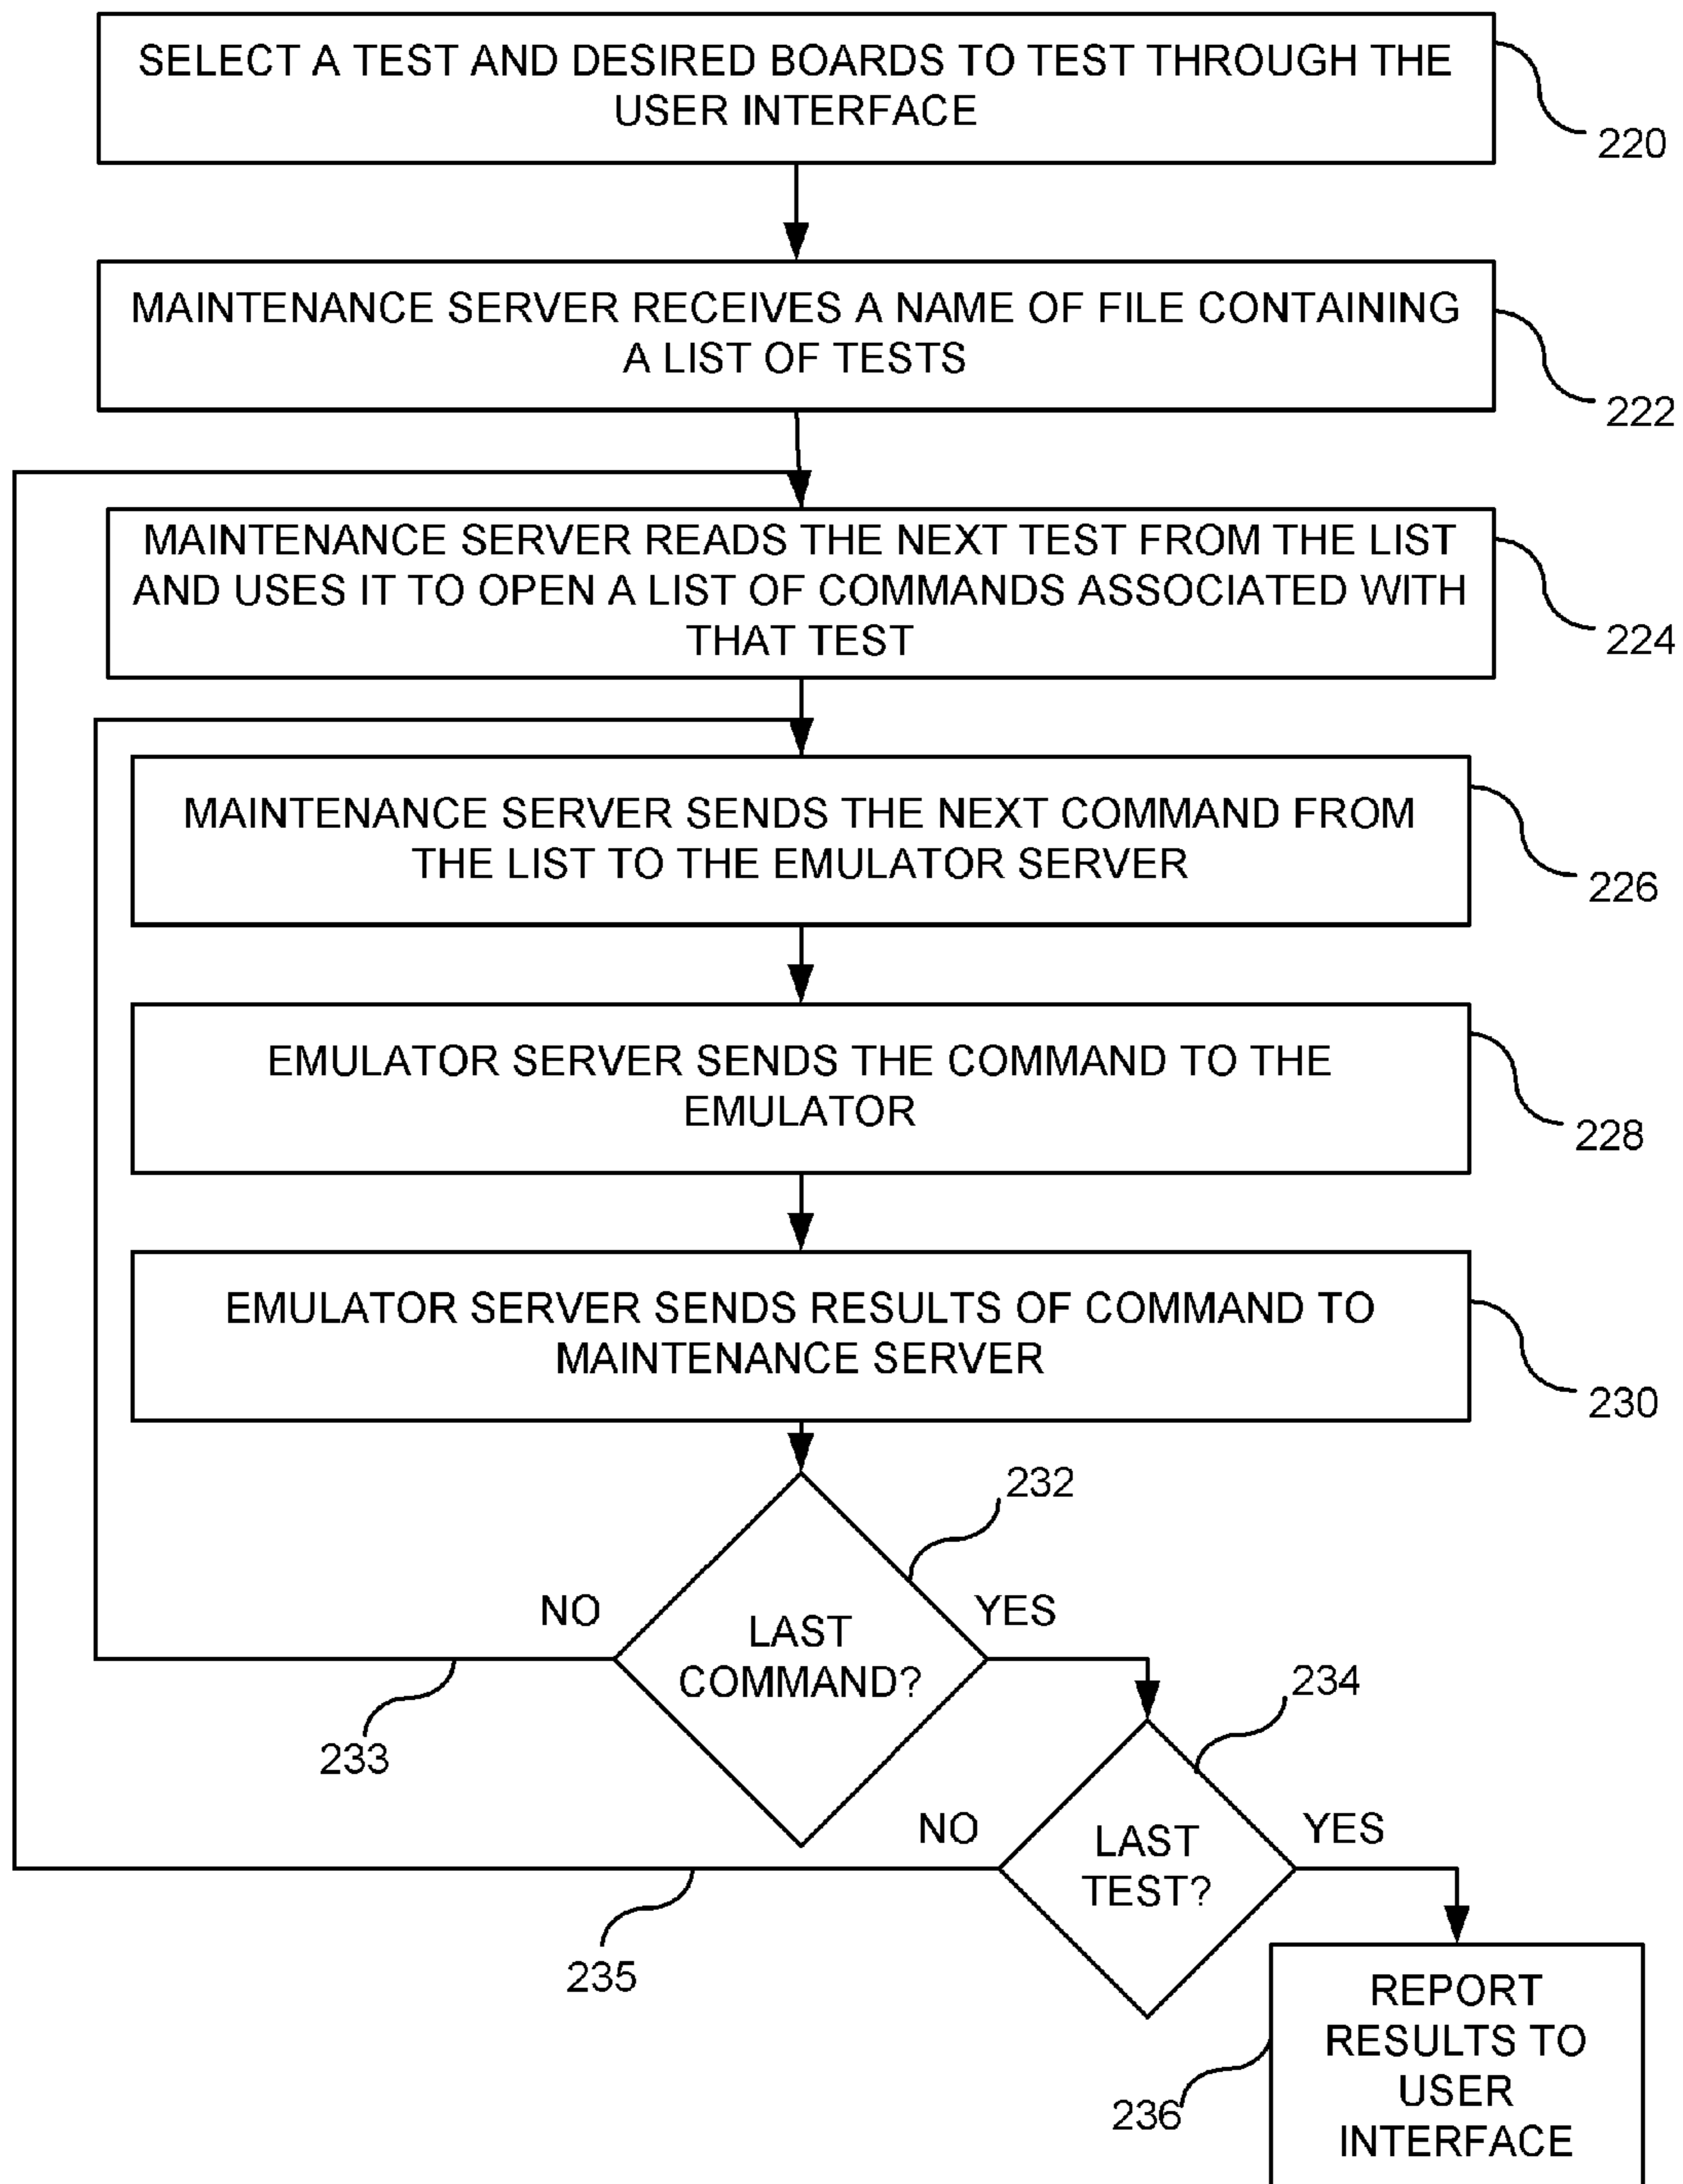 SELECT A TEST AND DESIRED BOARDS TO TEST THROUGH THE
USER INTERFACE
220
MAINTENANCE SERVER RECEIVES A NAME OF FILE CONTAINING
A LIST OF TESTS
222
MAINTENANCE SERVER READS THE NEXT TEST FROM THE LIST
AND USES IT TO OPEN A LIST OF COMMANDS ASSOCIATED WITH
THAT TEST
224
MAINTENANCE SERVER SENDS THE NEXT COMMAND FROM
THE LIST TO THE EMULATOR SERVER
226
EMULATOR SERVER SENDS THE COMMAND TO THE
EMULATOR
228
EMULATOR SERVER SENDS RESULTS OF COMMAND TO
MAINTENANCE SERVER
230
232
NO
YES
LAST
COMMAND?
233
234
NO
YES
LAST
TEST?
235
REPORT
RESULTS TO
USER
INTERFACE
236